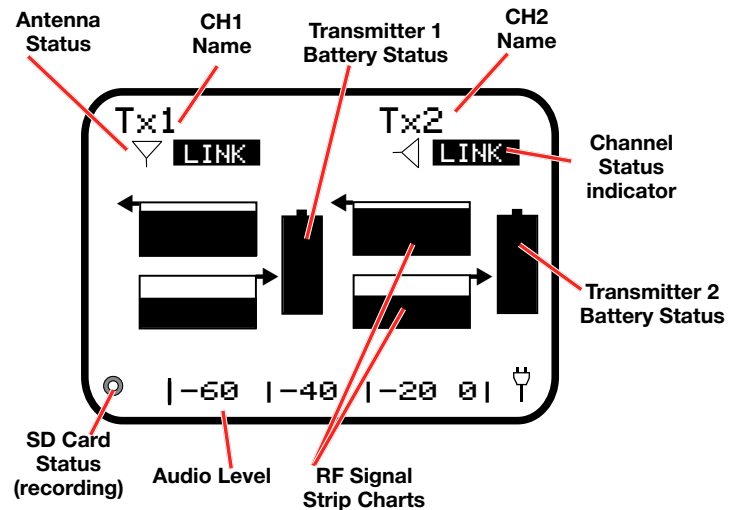 Antenna
Status
CH1
Name
Transmitter 1
Battery Status
CH2
Name
Tx1
Tx2
LINK
LINK
Channel
Status
indicator
Transmitter 2
Battery Status
|-60 |-40 |-20 0|
SD Card
Status
(recording)
Audio Level
RF Signal
Strip Charts